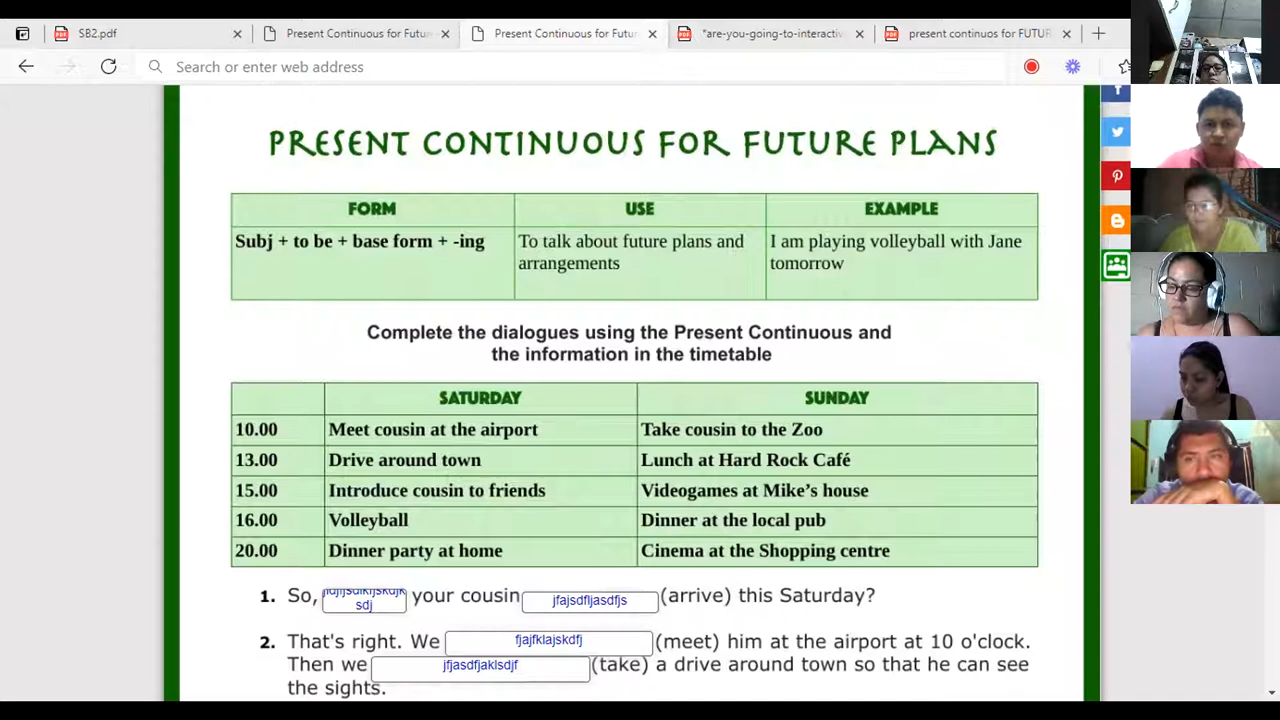 SB2.pdf
Present Continuous for Futur
Present Continuous for Futur
*are-you-going-to-interactiv
present continuos for FUTUR
Search or enter web address
PRESENT CONTINUOUS FOR FUTURE PLANS
FORM USE EXAMPLE
Subj + to be + base form + -ing To talk about future plans and I am playing volleyball with Jane
arrangements tomorrow
Complete the dialogues using the Present Continuous and
the information in the timetable
SATURDAY SUNDAY
10.00 Meet cousin at the airport Take cousin to the Zoo
13.00 Drive around town Lunch at Hard Rock Café
15.00 Introduce cousin to friends Videogames at Mike's house
16.00 Volleyball Dinner at the local pub
20.00 Dinner party at home Cinema at the Shopping centre
1. So, sdj your cousin jfajsdfljasdfjs (arrive) this Saturday?
2. That's right. We fjajfklajskdfj (meet) him at the airport at 10 o'clock.
Then we jfjasdfjaklsdjf (take) a drive around town so that he can see
the sights.